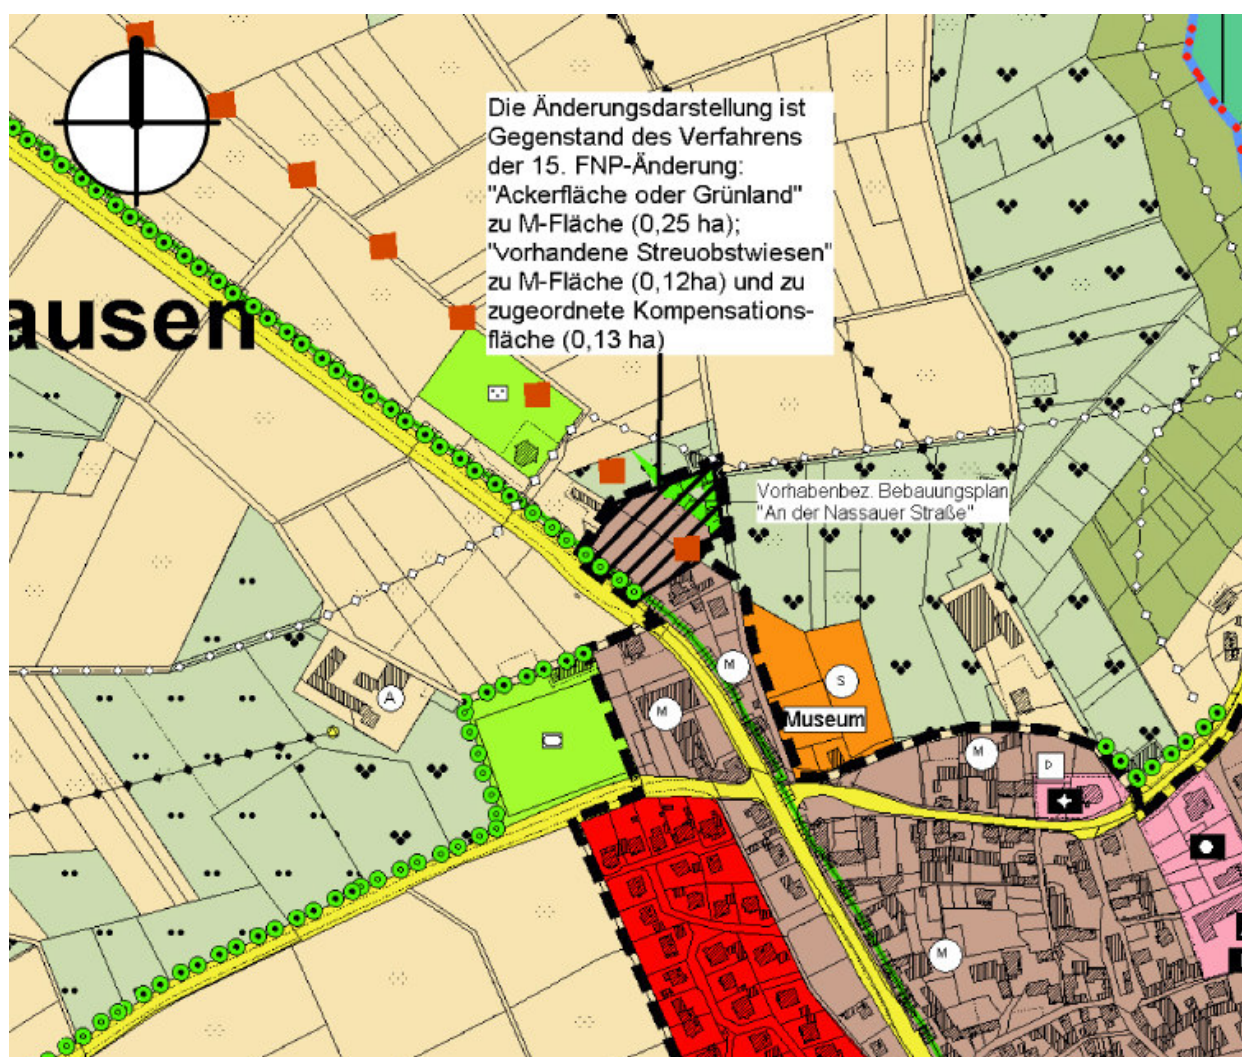 Die Änderungsdarstellung ist
Gegenstand des Verfahrens
der 15. FNP-Änderung:
"Ackerfläche oder Grünland"
zu M-Fläche (0,25 ha);
"vorhandene Streuobstwiesen"
zu M-Fläche (0,12ha) und zu
zugeordnete Kompensations-
fläche (0,13 ha)
ausen
Vorhabenbez. Bebauungsplan
"An der Nassauer Straße"
A
M
S
M
Museum
M
D
M